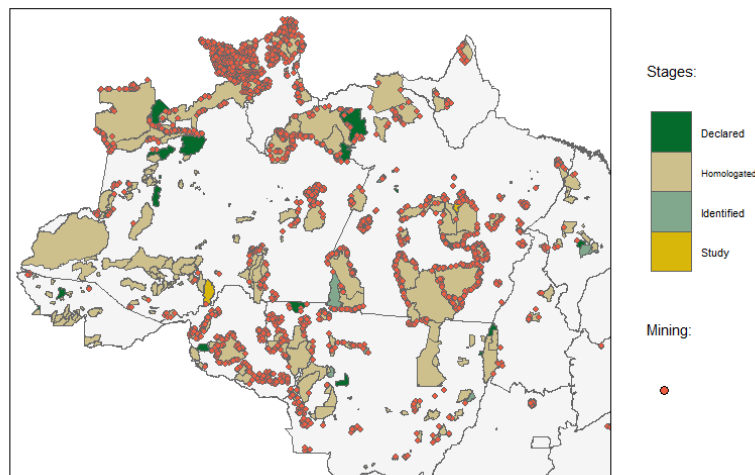 Stages:
Declared
Homologated
Identified
Study
Mining: